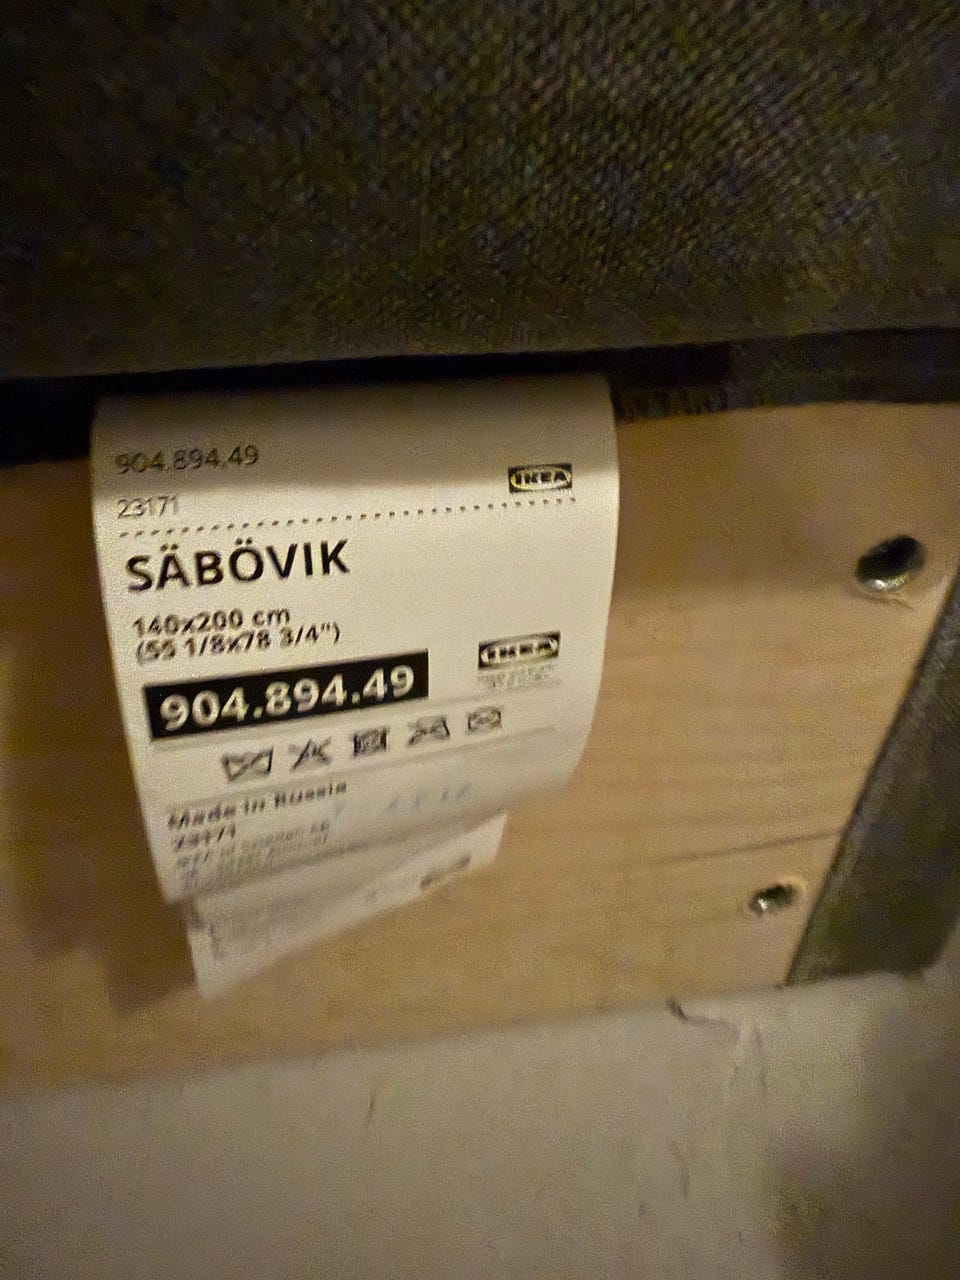 904.894.49
IKEA
23171
SÄBÖVIK
140x200 cm
(55 1/8x78 3/4")
IKEA
904.894.49
Made in Russia
23171